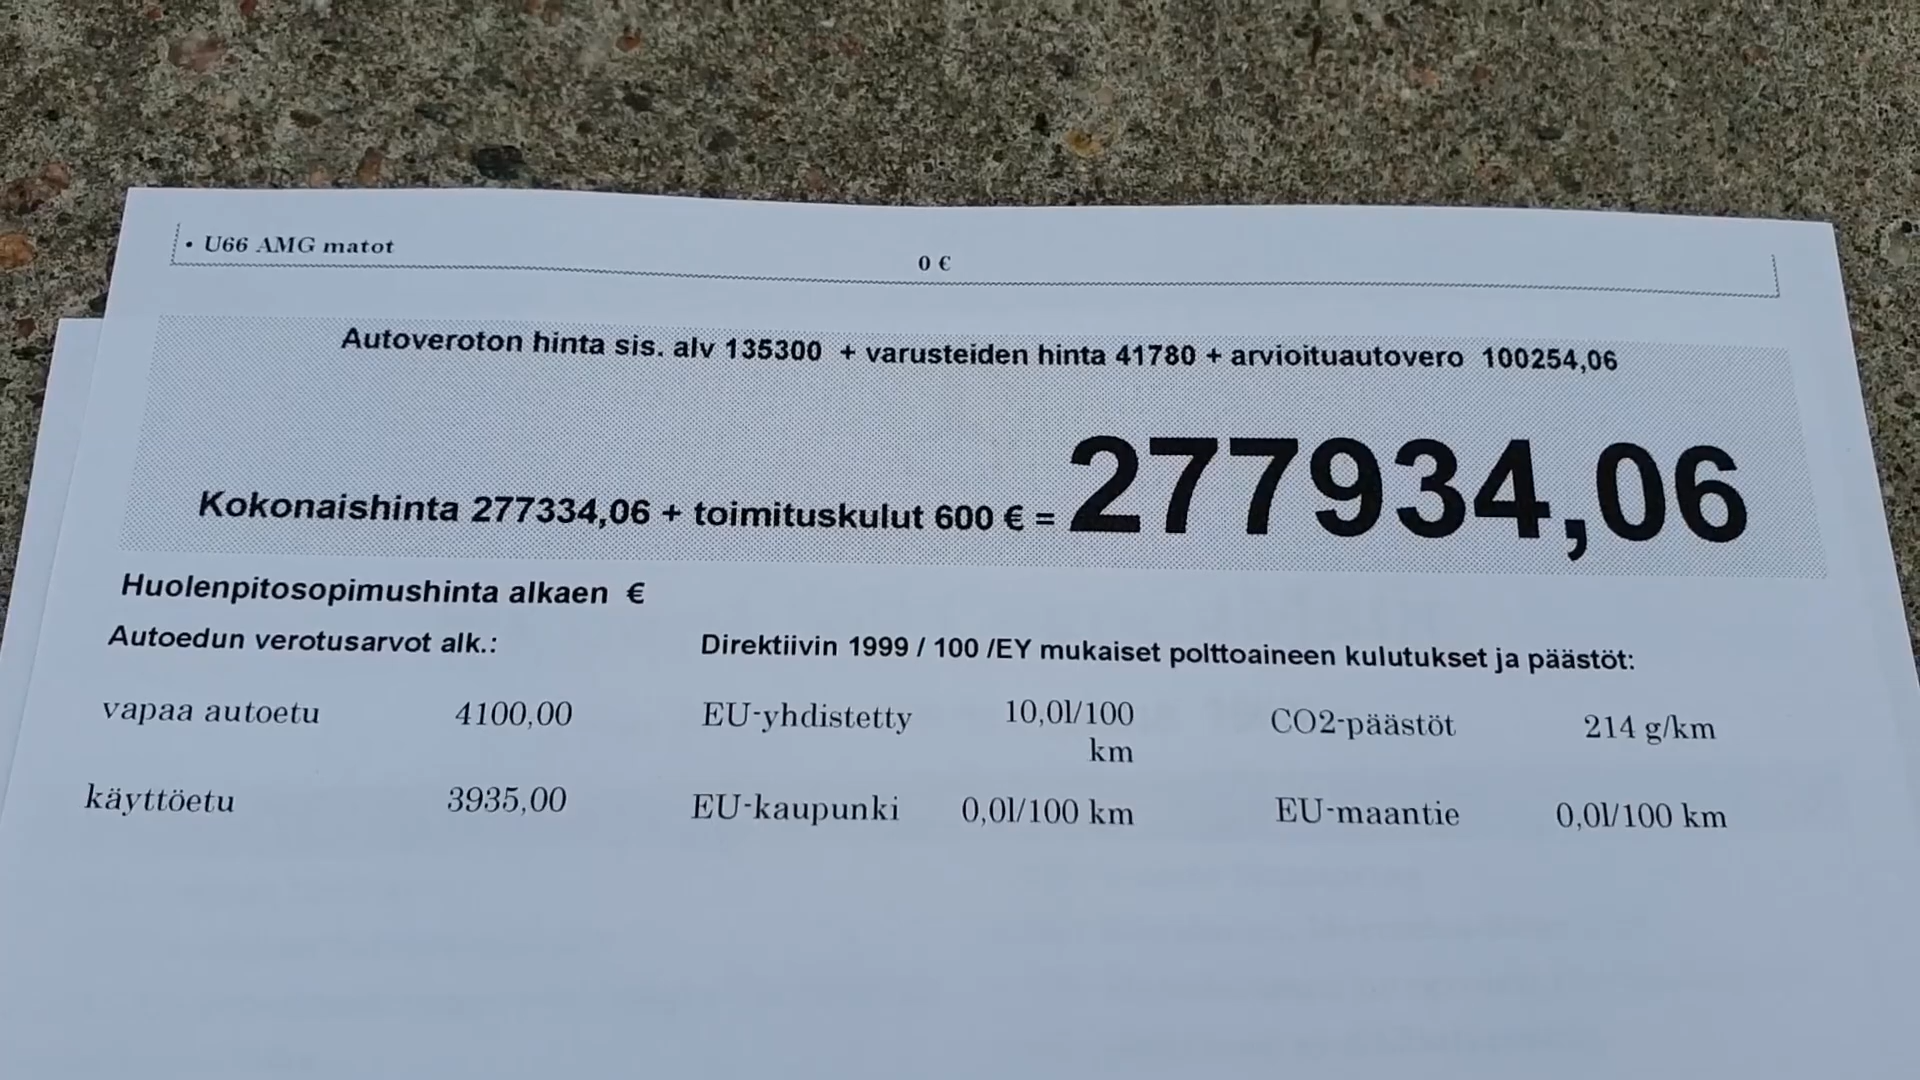 • U66 AMG matot 0 €
Autoveroton hinta sis. alv 135300 + varusteiden hinta 41780 + arvioituautovero 100254,06
Kokonaishinta 277334,06 + toimituskulut 600 € = 277934,06
Huolenpitosopimushinta alkaen €
Autoedun verotusarvot alk.: Direktiivin 1999 / 100 /EY mukaiset polttoaineen kulutukset ja päästöt:
vapaa autoetu 4100,00 EU-yhdistetty 10,0l/100 CO2-päästöt 214 g/km
km
käyttöetu 3935,00 EU-kaupunki 0,0l/100 km EU-maantie 0,0l/100 km